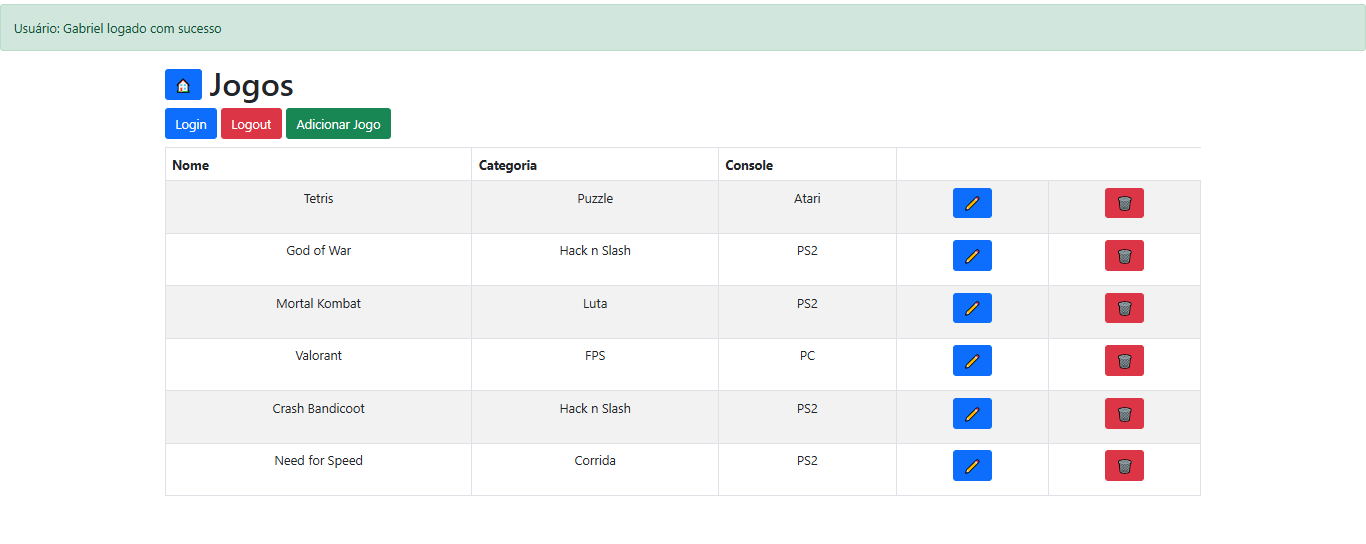 Usuário: Gabriel logado com sucesso
Jogos
Login Logout Adicionar Jogo
Nome Categoria Console
Tetris Puzzle Atari
God of War Hack n Slash PS2
Mortal Kombat Luta PS2
Valorant FPS PC
Crash Bandicoot Hack n Slash PS2
Need for Speed Corrida PS2